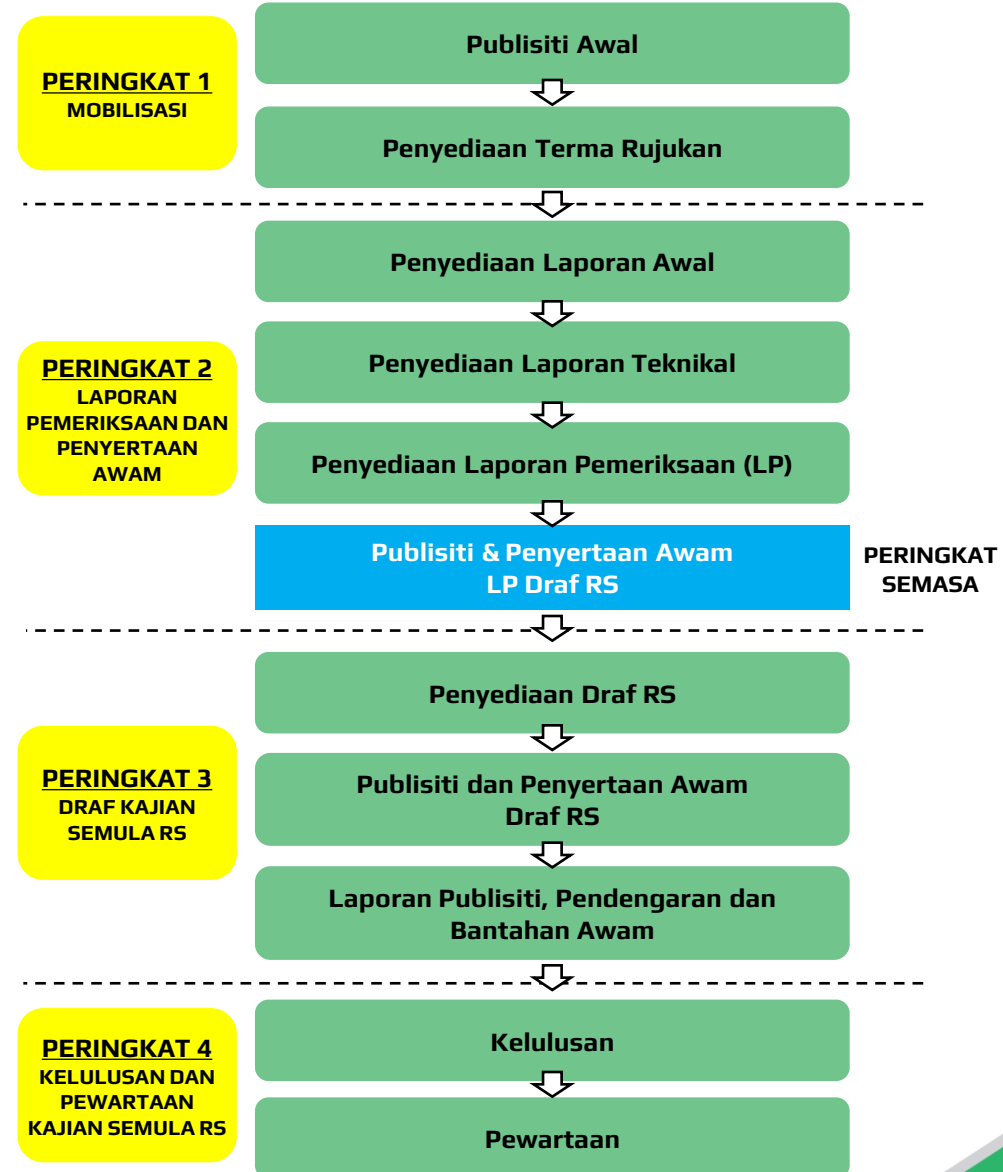 PERINGKAT 1
MOBILISASI
Publisiti Awal
Penyediaan Terma Rujukan
PERINGKAT 2
LAPORAN
PEMERIKSAAN DAN
PENYERTAAN
AWAM
Penyediaan Laporan Awal
Penyediaan Laporan Teknikal
Penyediaan Laporan Pemeriksaan (LP)
Publisiti & Penyertaan Awam
LP Draf RS
PERINGKAT
SEMASA
PERINGKAT 3
DRAF KAJIAN
SEMULA RS
Penyediaan Draf RS
Publisiti dan Penyertaan Awam
Draf RS
Laporan Publisiti, Pendengaran dan
Bantahan Awam
PERINGKAT 4
KELULUSAN DAN
PEWARTAAN
KAJIAN SEMULA RS
Kelulusan
Pewartaan